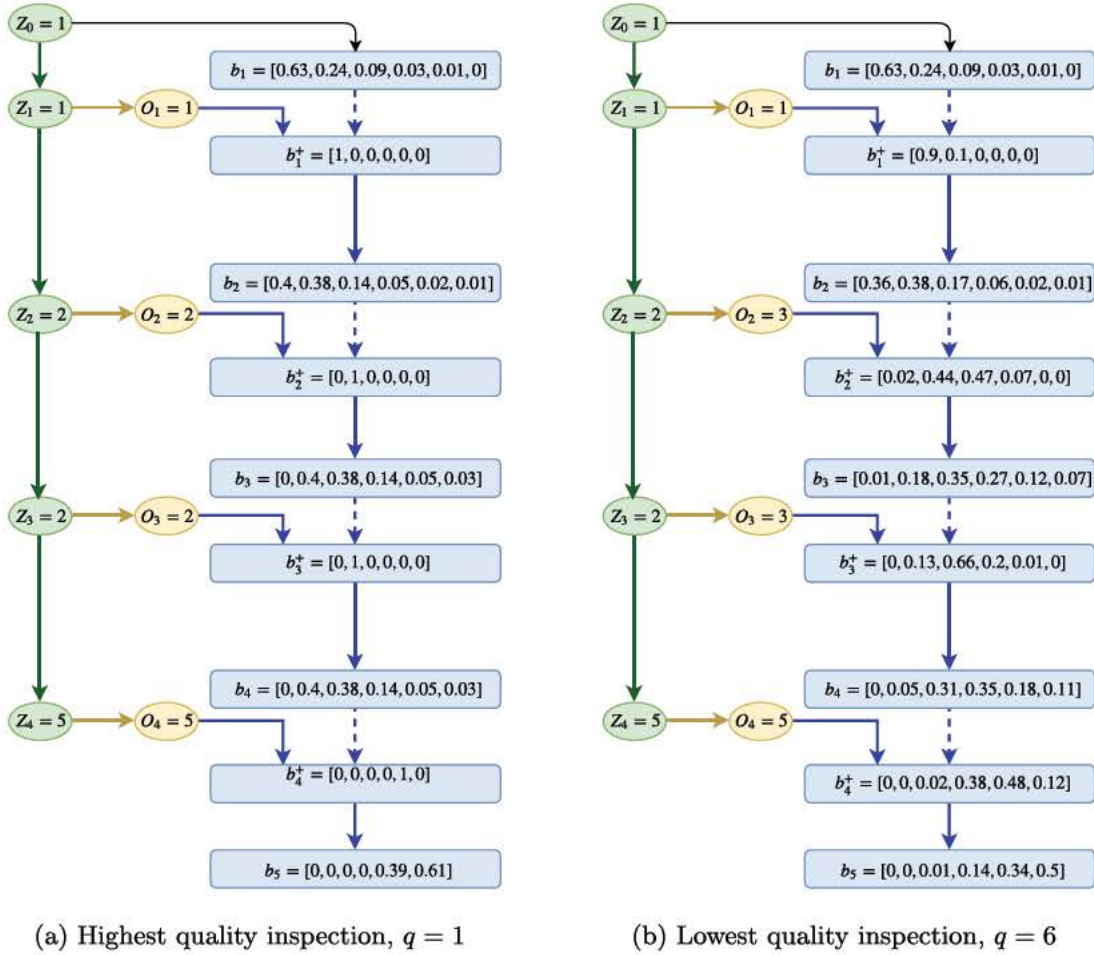 Z₀ = 1
b₁ = [0.63, 0.24, 0.09, 0.03, 0.01, 0]
Z₁ = 1
O₁ = 1
b₁⁺ = [1, 0, 0, 0, 0, 0]
b₂ = [0.4, 0.38, 0.14, 0.05, 0.02, 0.01]
Z₂ = 2
O₂ = 2
b₂⁺ = [0, 1, 0, 0, 0, 0]
b₃ = [0, 0.4, 0.38, 0.14, 0.05, 0.03]
Z₃ = 2
O₃ = 2
b₃⁺ = [0, 1, 0, 0, 0, 0]
b₄ = [0, 0.4, 0.38, 0.14, 0.05, 0.03]
Z₄ = 5
O₄ = 5
b₄⁺ = [0, 0, 0, 0, 1, 0]
b₅ = [0, 0, 0, 0, 0.39, 0.61]
(a) Highest quality inspection, q = 1
Z₀ = 1
b₁ = [0.63, 0.24, 0.09, 0.03, 0.01, 0]
Z₁ = 1
O₁ = 1
b₁⁺ = [0.9, 0.1, 0, 0, 0, 0]
b₂ = [0.36, 0.38, 0.17, 0.06, 0.02, 0.01]
Z₂ = 2
O₂ = 3
b₂⁺ = [0.02, 0.44, 0.47, 0.07, 0, 0]
b₃ = [0.01, 0.18, 0.35, 0.27, 0.12, 0.07]
Z₃ = 2
O₃ = 3
b₃⁺ = [0, 0.13, 0.66, 0.2, 0.01, 0]
b₄ = [0, 0.05, 0.31, 0.35, 0.18, 0.11]
Z₄ = 5
O₄ = 5
b₄⁺ = [0, 0, 0.02, 0.38, 0.48, 0.12]
b₅ = [0, 0, 0.01, 0.14, 0.34, 0.5]
(b) Lowest quality inspection, q = 6